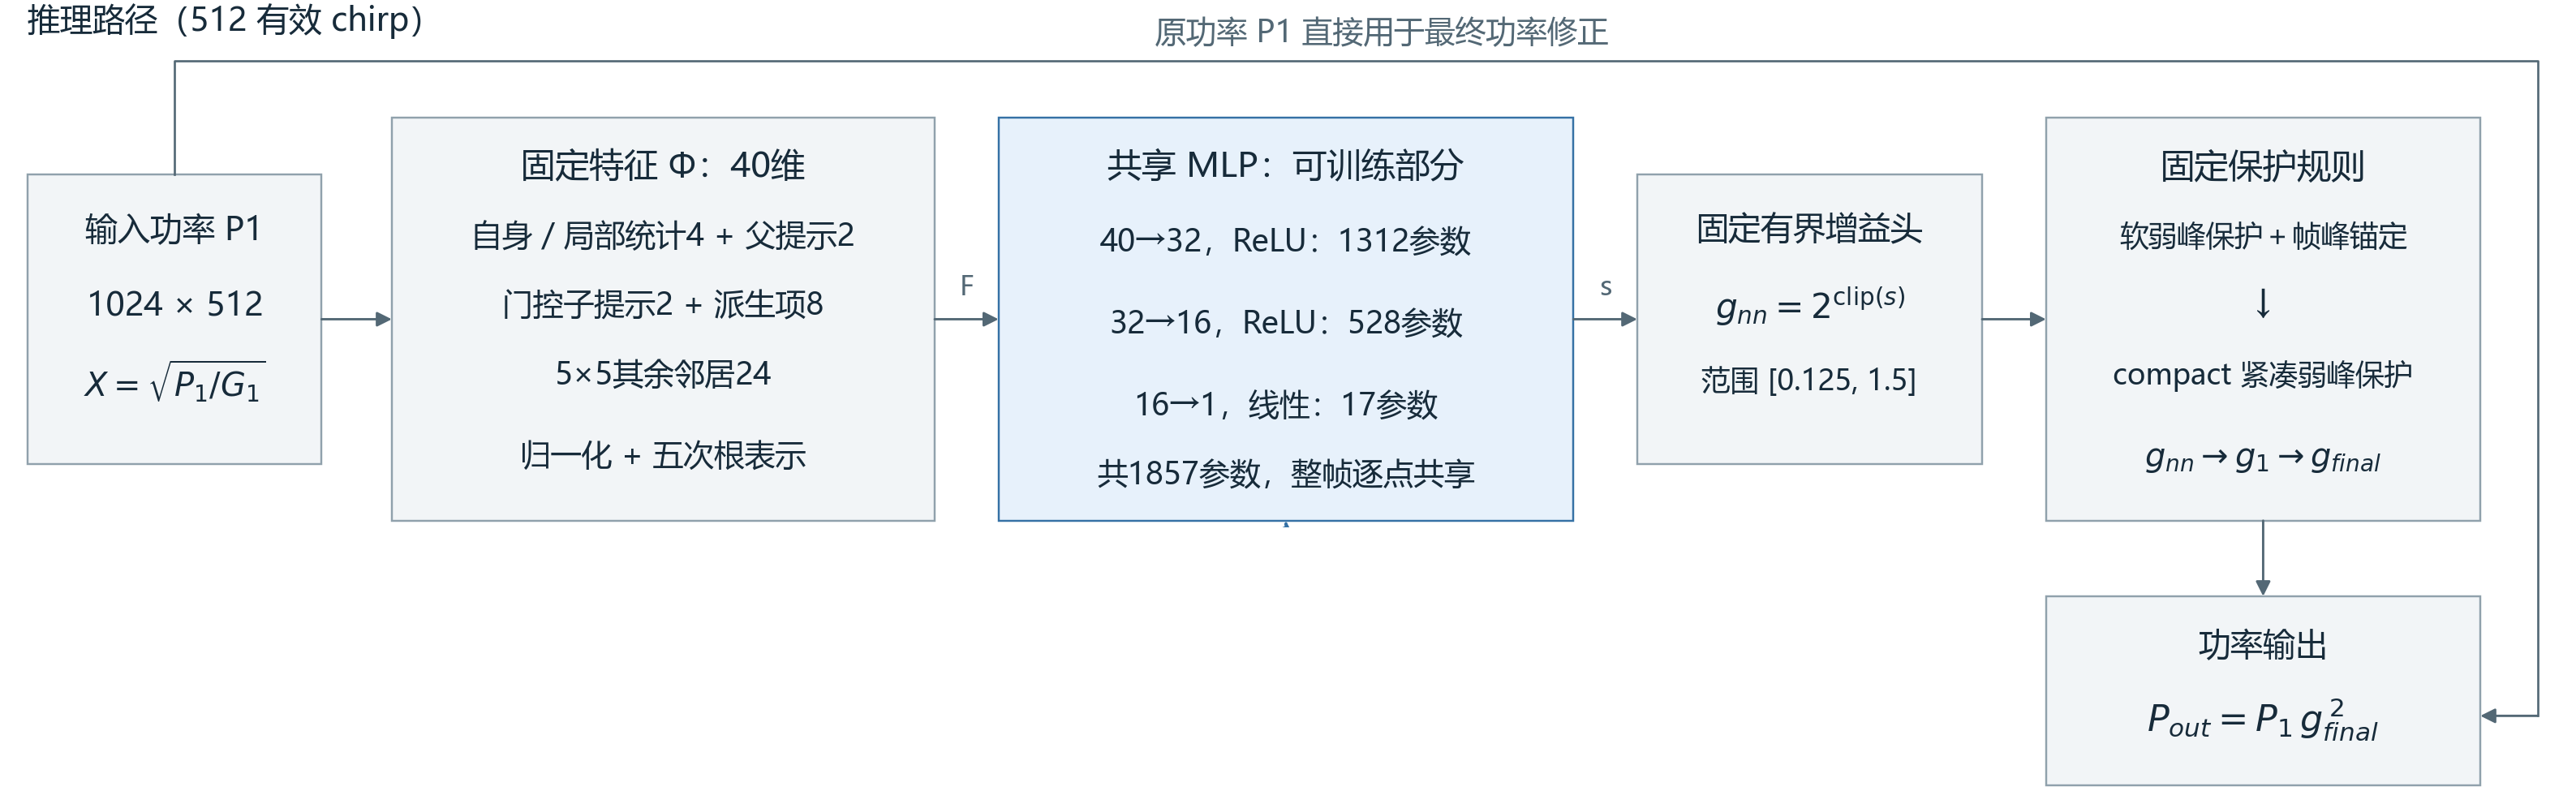 推理路径（512 有效 chirp）
原功率 P1 直接用于最终功率修正
输入功率 P1
1024 × 512
X = √P₁/G₁
固定特征 Φ：40维
自身 / 局部统计4 + 父提示2
门控子提示2 + 派生项8
5×5其余邻居24
归一化 + 五次根表示
F
共享 MLP：可训练部分
40→32，ReLU：1312参数
32→16，ReLU：528参数
16→1，线性：17参数
共1857参数，整帧逐点共享
s
固定有界增益头
g_nn = 2^clip(s)
范围 [0.125, 1.5]
固定保护规则
软弱峰保护 + 帧峰锚定
↓
compact 紧凑弱峰保护
g_nn → g₁ → g_final
功率输出
P_out = P₁ g_final²